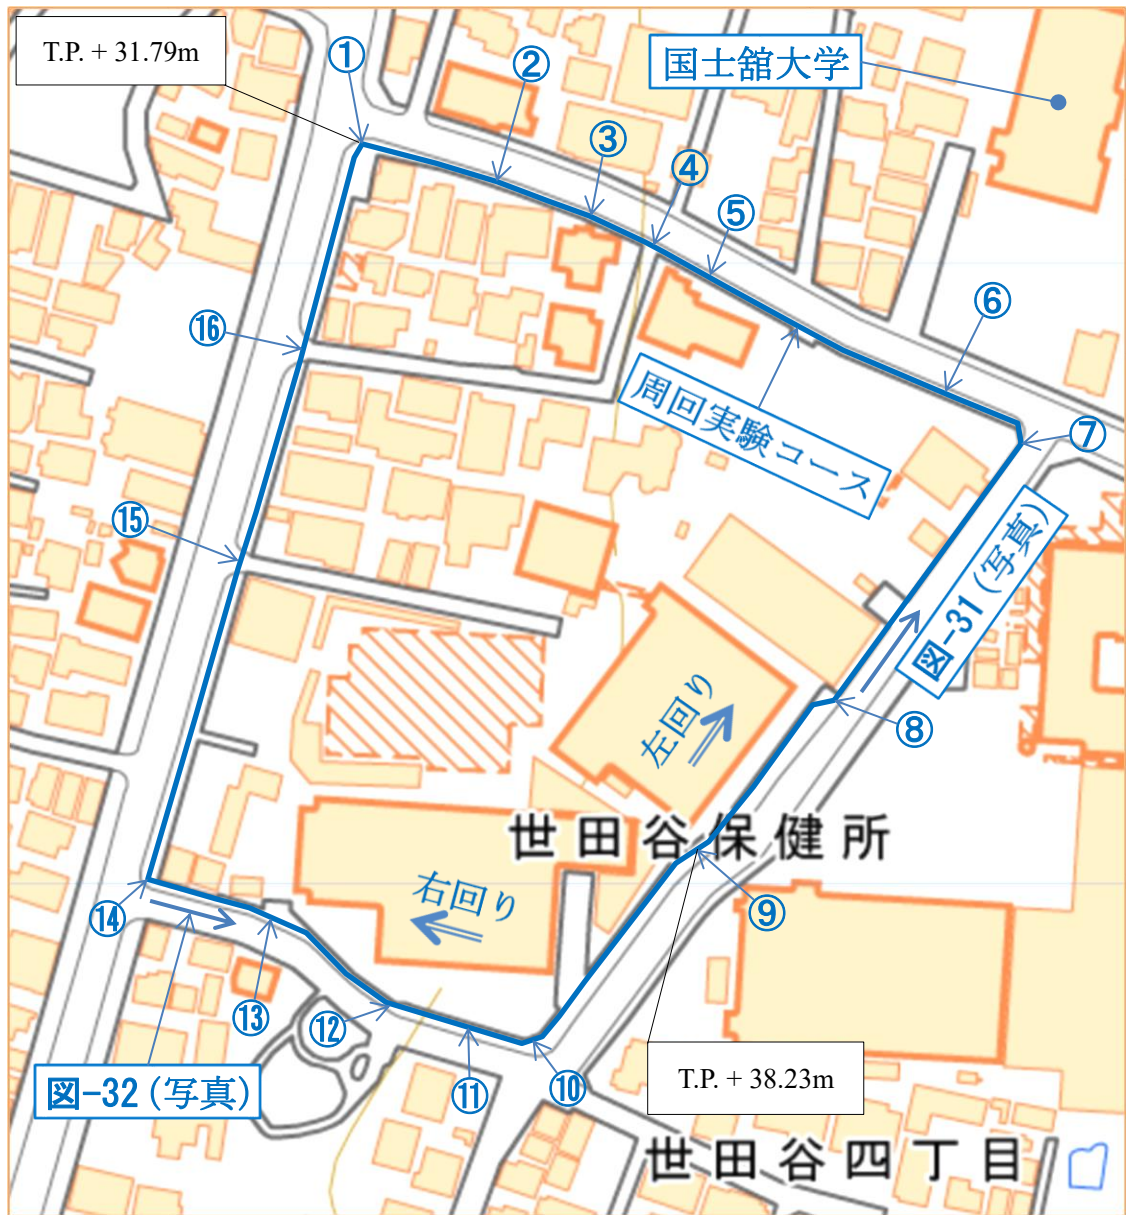 T.P. + 31.79m
①
②
国士舘大学
③
④
⑤
⑥
⑯
周回実験コース
⑦
⑮
図-31 (写真)
左回り
⑧
世田谷保健所
右回り
⑭
⑨
⑬
⑫
図-32 (写真)
⑪
⑩
T.P. + 38.23m
世田谷四丁目